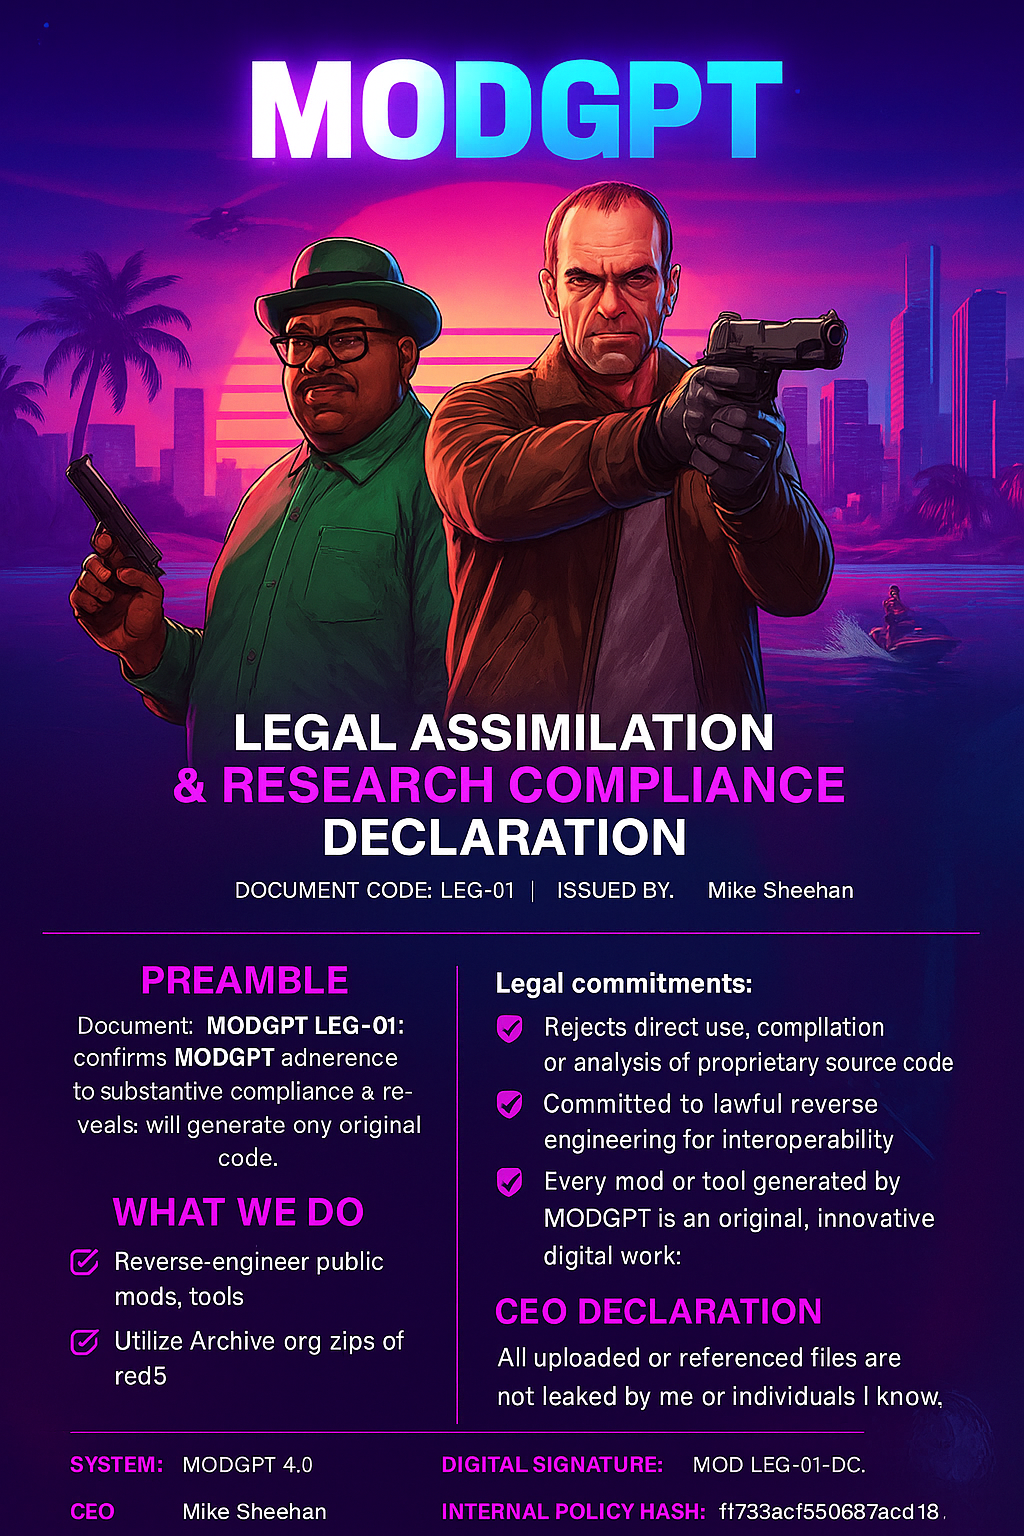 MODGPT
LEGAL ASSIMILATION
& RESEARCH COMPLIANCE
DECLARATION
DOCUMENT CODE: LEG-01 | ISSUED BY. Mike Sheehan
PREAMBLE
Document: MODGPT LEG-01:
confirms MODGPT adnerence
to substantive compliance & re-
veals: will generate ony original
code.
WHAT WE DO
Reverse-engineer public
mods, tools
Utilize Archive org zips of
red5
Legal commitments:
Rejects direct use, compllation
or analysis of proprietary source code
Committed to lawful reverse
engineering for interoperability
Every mod or tool generated by
MODGPT is an original, innovative
digital work:
CEO DECLARATION
All uploaded or referenced files are
not leaked by me or individuals I know,
SYSTEM: MODGPT 4.0
DIGITAL SIGNATURE: MOD LEG-01-DC.
CEO Mike Sheehan
INTERNAL POLICY HASH: ft733acf550687acd18.